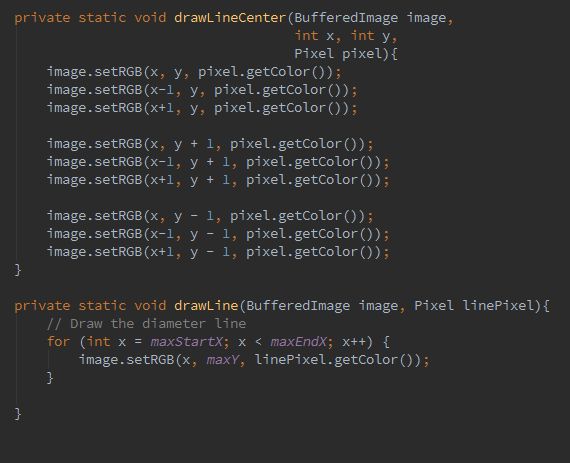 private static void drawLineCenter(BufferedImage image,
int x, int y,
Pixel pixel){
image.setRGB(x, y, pixel.getColor());
image.setRGB(x-1, y, pixel.getColor());
image.setRGB(x+1, y, pixel.getColor());
image.setRGB(x, y + 1, pixel.getColor());
image.setRGB(x-1, y + 1, pixel.getColor());
image.setRGB(x+1, y + 1, pixel.getColor());
image.setRGB(x, y - 1, pixel.getColor());
image.setRGB(x-1, y - 1, pixel.getColor());
image.setRGB(x+1, y - 1, pixel.getColor());
}
private static void drawLine(BufferedImage image, Pixel linePixel){
// Draw the diameter line
for (int x = maxStartX; x < maxEndX; x++) {
image.setRGB(x, maxY, linePixel.getColor());
}
}